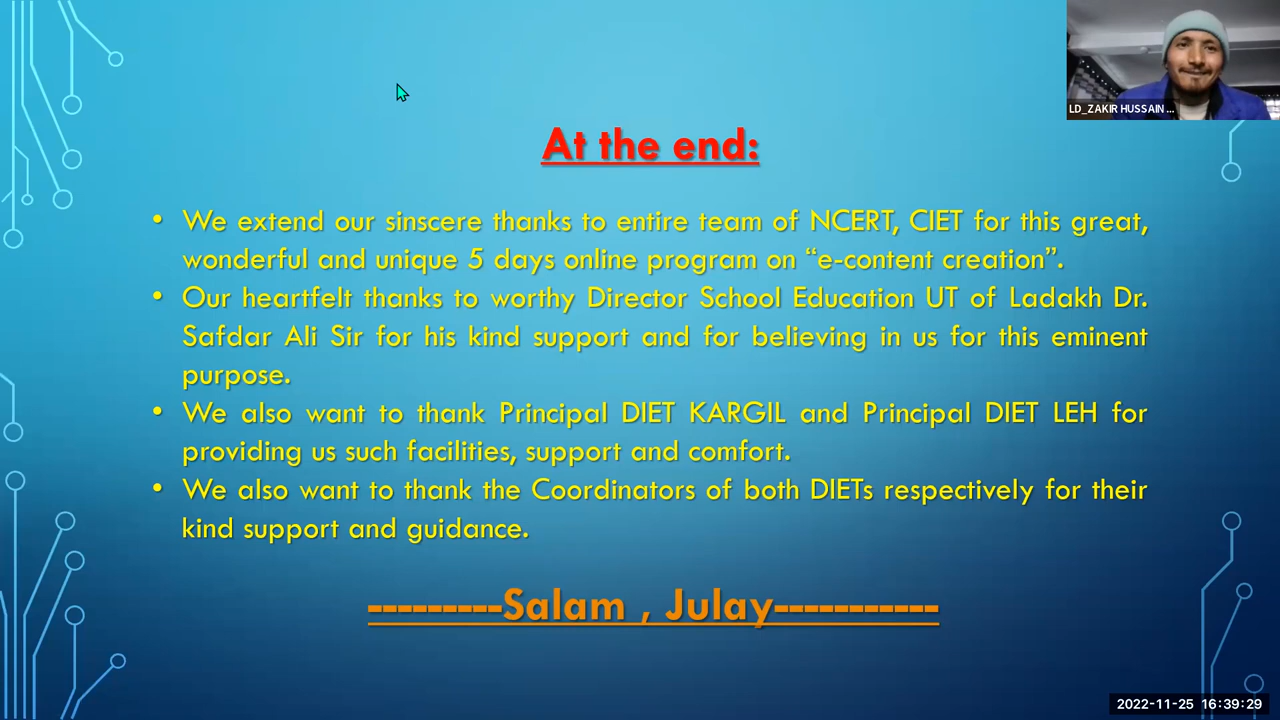 LD_ZAKIR HUSSAIN ...
At the end:
• We extend our sinscere thanks to entire team of NCERT, CIET for this great,
wonderful and unique 5 days online program on “e-content creation”.
• Our heartfelt thanks to worthy Director School Education UT of Ladakh Dr.
Safdar Ali Sir for his kind support and for believing in us for this eminent
purpose.
• We also want to thank Principal DIET KARGIL and Principal DIET LEH for
providing us such facilities, support and comfort.
• We also want to thank the Coordinators of both DIETs respectively for their
kind support and guidance.
---------Salam , Julay-----------
2022-11-25 16:39:29